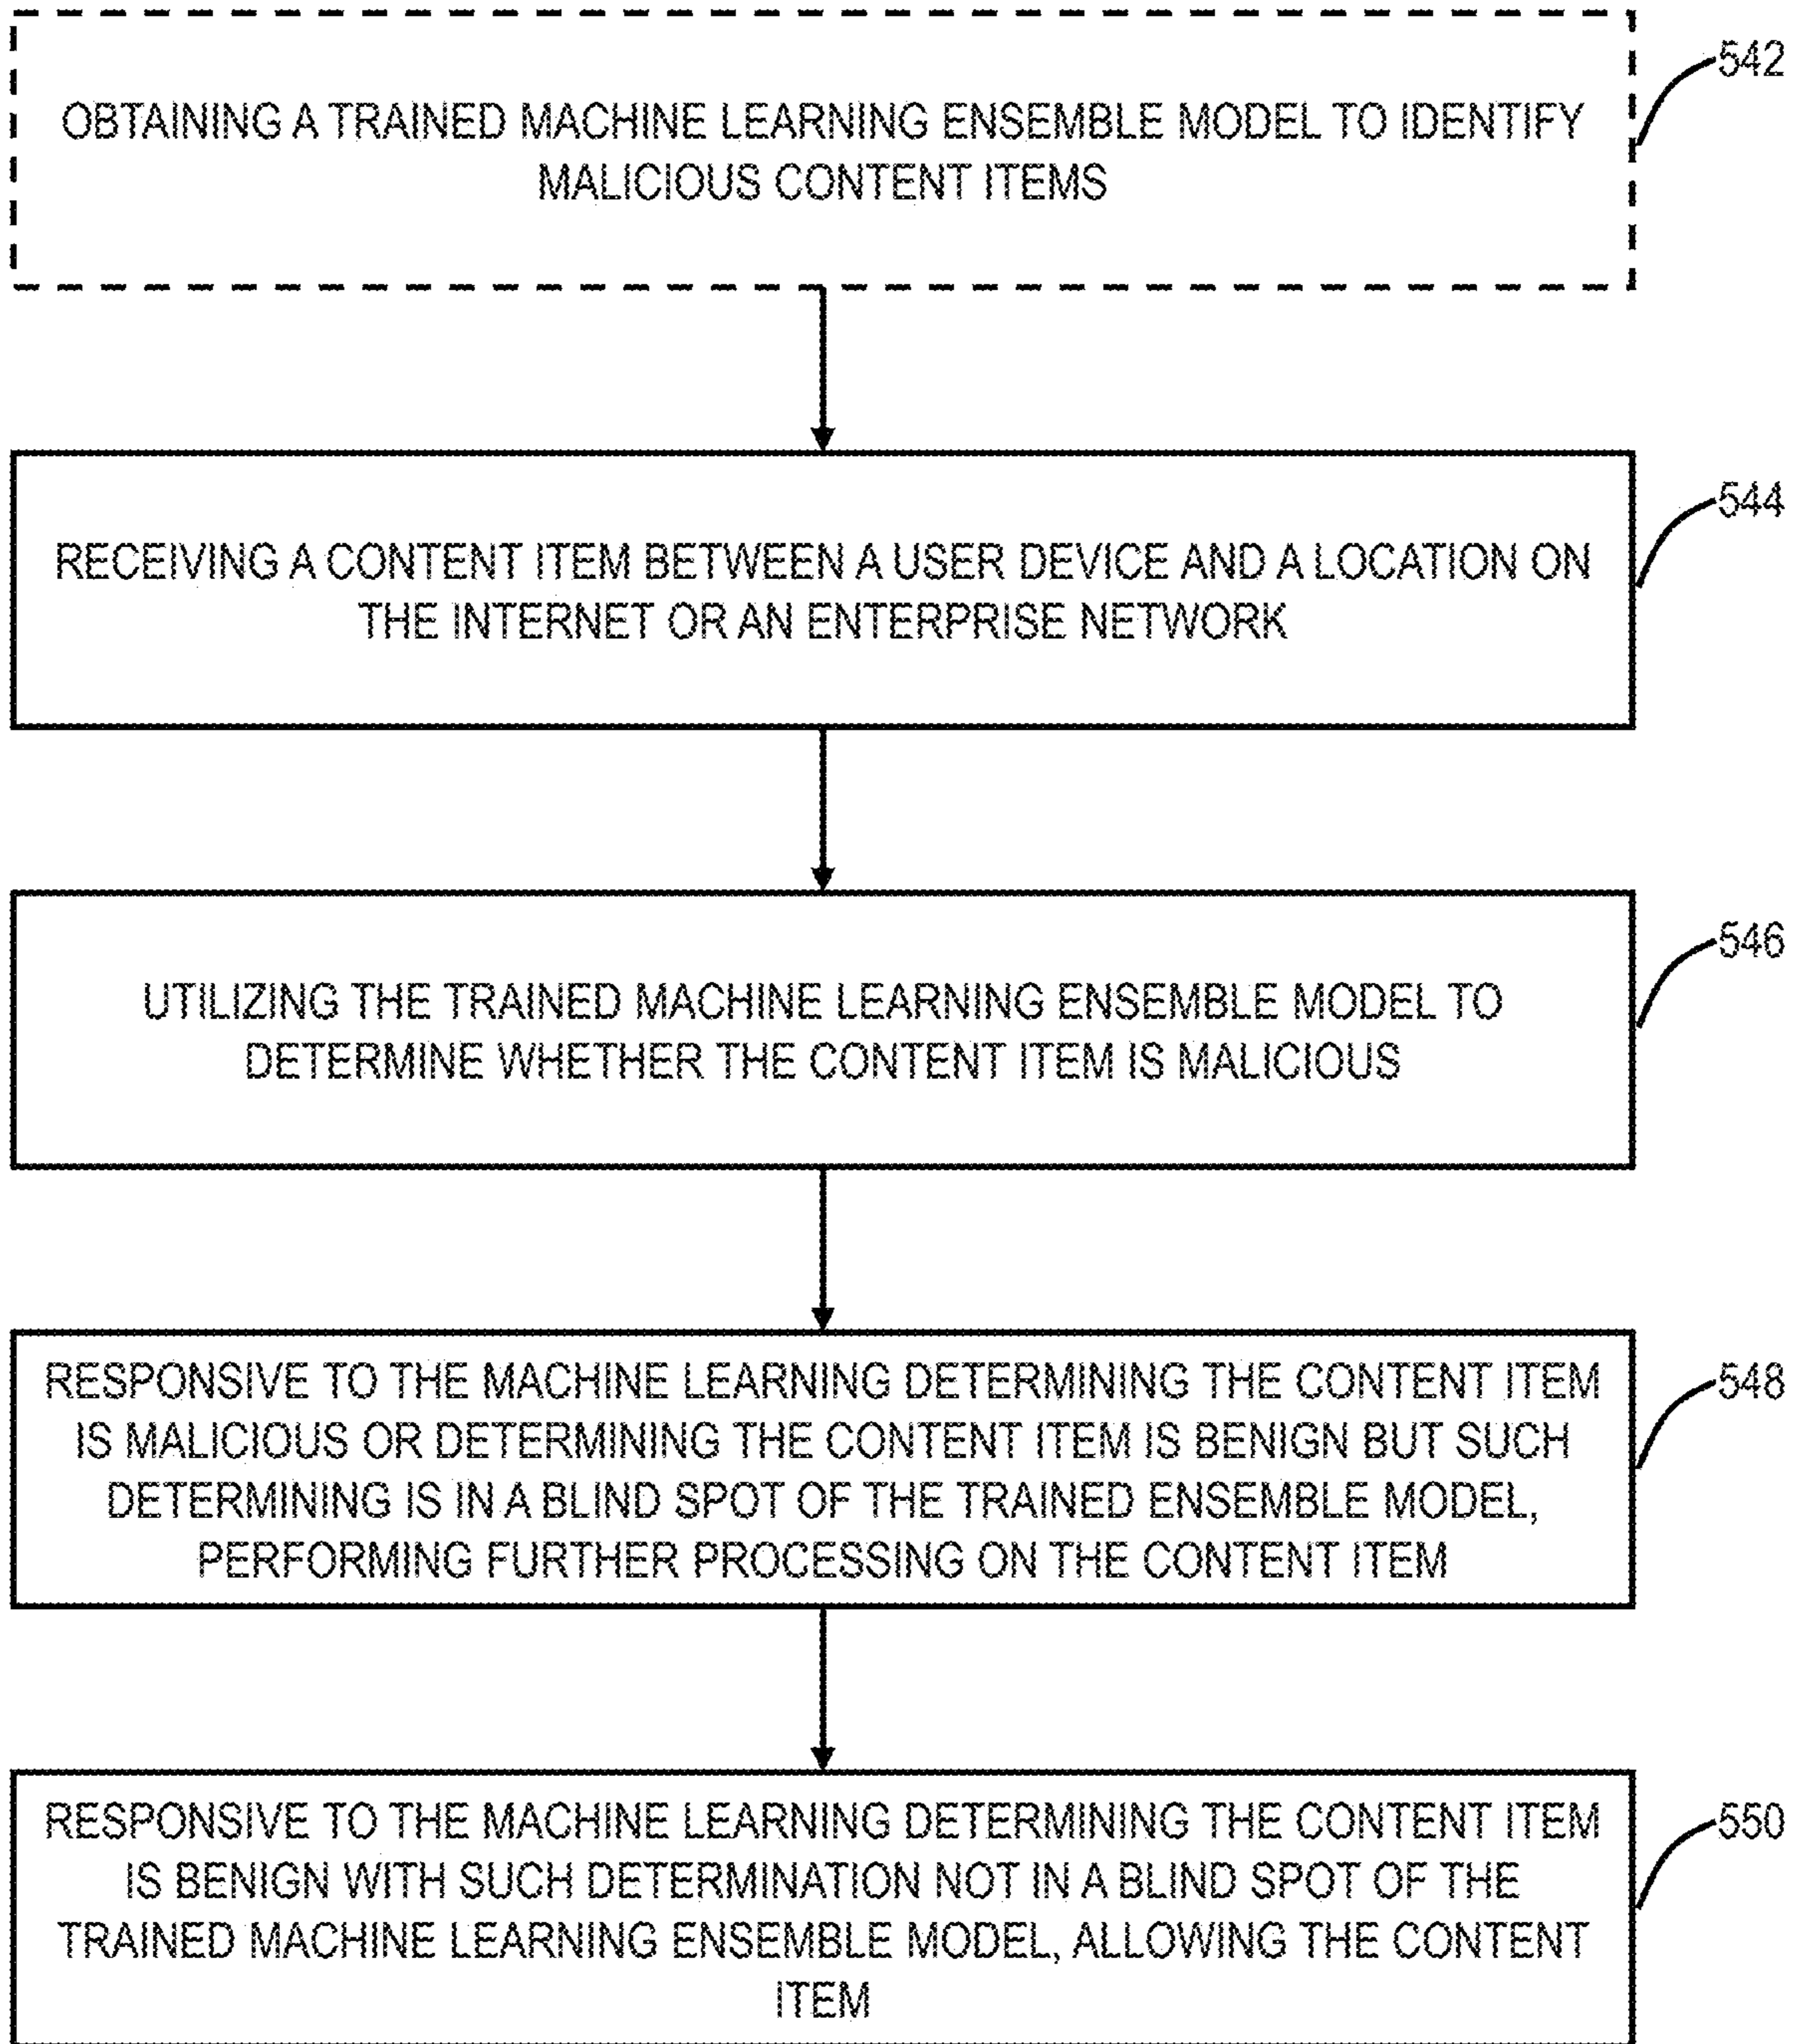 542
OBTAINING A TRAINED MACHINE LEARNING ENSEMBLE MODEL TO IDENTIFY
MALICIOUS CONTENT ITEMS
544
RECEIVING A CONTENT ITEM BETWEEN A USER DEVICE AND A LOCATION ON
THE INTERNET OR AN ENTERPRISE NETWORK
546
UTILIZING THE TRAINED MACHINE LEARNING ENSEMBLE MODEL TO
DETERMINE WHETHER THE CONTENT ITEM IS MALICIOUS
548
RESPONSIVE TO THE MACHINE LEARNING DETERMINING THE CONTENT ITEM
IS MALICIOUS OR DETERMINING THE CONTENT ITEM IS BENIGN BUT SUCH
DETERMINING IS IN A BLIND SPOT OF THE TRAINED ENSEMBLE MODEL,
PERFORMING FURTHER PROCESSING ON THE CONTENT ITEM
550
RESPONSIVE TO THE MACHINE LEARNING DETERMINING THE CONTENT ITEM
IS BENIGN WITH SUCH DETERMINATION NOT IN A BLIND SPOT OF THE
TRAINED MACHINE LEARNING ENSEMBLE MODEL, ALLOWING THE CONTENT
ITEM